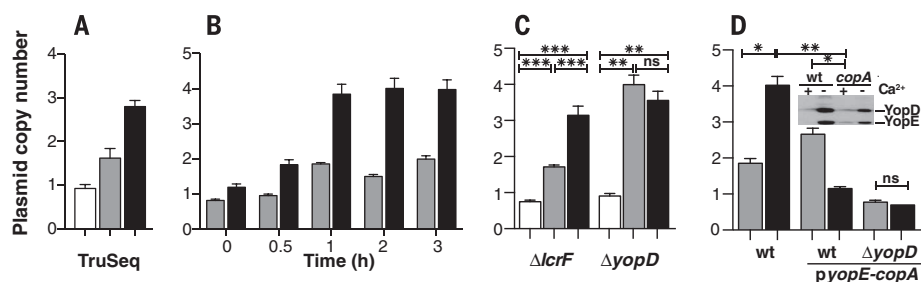 A
B
C
D
Plasmid copy number
4
3
2
1
0
TruSeq
5
4
3
2
1
0
0
0.5
1
2
3
Time (h)
5
4
3
2
1
0
***
***
***
**
**
ns
ΔlcrF
ΔyopD
5
4
3
2
1
0
*
**
*
wt
copA
+ - + -
Ca²⁺
YopD
YopE
ns
wt
wt
ΔyopD
pyopE-copA